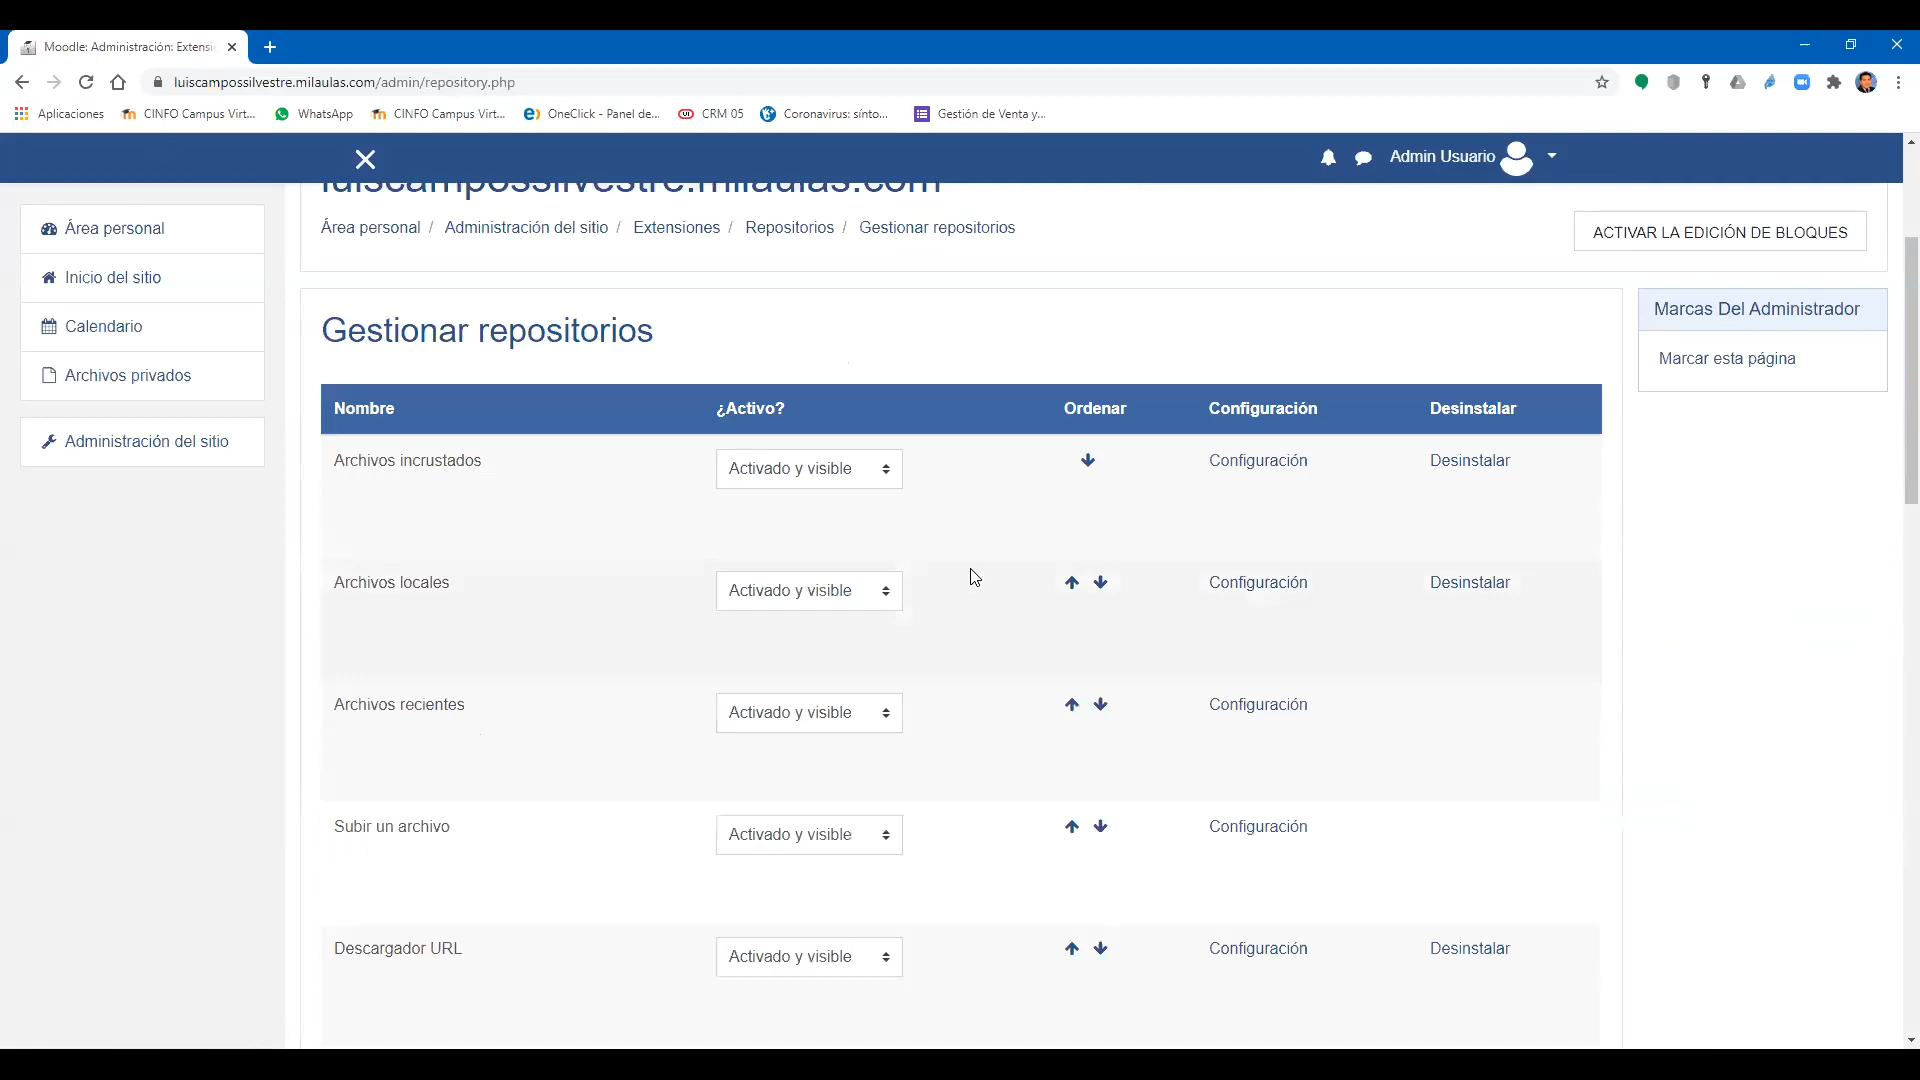 Moodle: Administración: Extensi
luiscampossilvestre.milaulas.com/admin/repository.php
Aplicaciones
CINFO Campus Virt...
WhatsApp
CINFO Campus Virt...
OneClick - Panel de...
CRM 05
Coronavirus: sínto...
Gestión de Venta y...
Admin Usuario
luiscampossilvestre.milaulas.com
Área personal / Administración del sitio / Extensiones / Repositorios / Gestionar repositorios
ACTIVAR LA EDICIÓN DE BLOQUES
Área personal
Inicio del sitio
Calendario
Archivos privados
Administración del sitio
Gestionar repositorios
Nombre ¿Activo? Ordenar Configuración Desinstalar
Archivos incrustados Activado y visible Configuración Desinstalar
Archivos locales Activado y visible Configuración Desinstalar
Archivos recientes Activado y visible Configuración
Subir un archivo Activado y visible Configuración
Descargador URL Activado y visible Configuración Desinstalar
Marcas Del Administrador
Marcar esta página